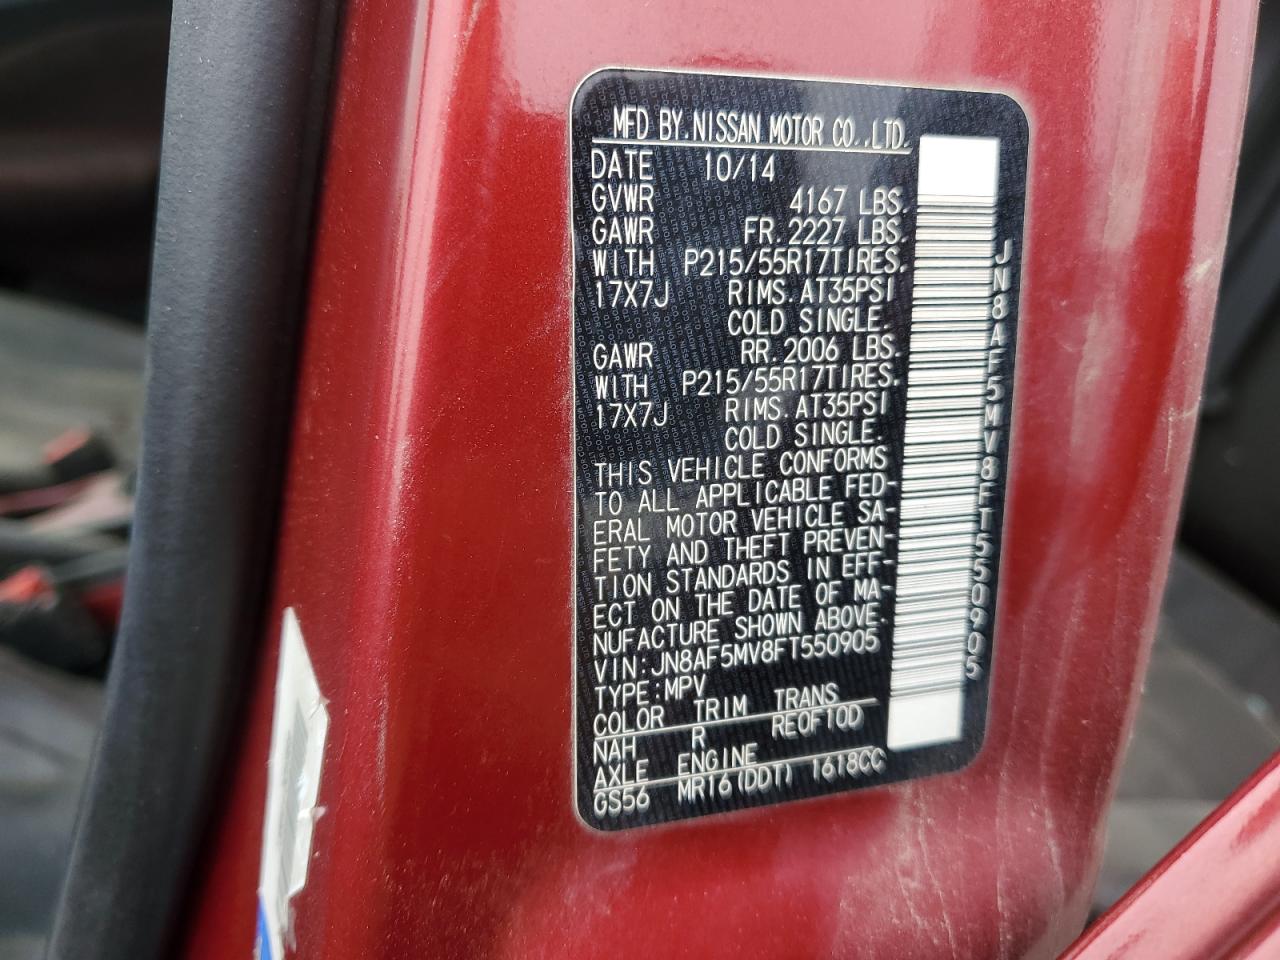 MFD BY.NISSAN MOTOR CO.,LTD.
DATE 10/14
GVWR 4167 LBS.
GAWR FR.2227 LBS.
WITH P215/55R17TIRES.
17X7J RIMS.AT35PSI
COLD SINGLE.
GAWR RR.2006 LBS.
WITH P215/55R17TIRES.
17X7J RIMS.AT35PSI
COLD SINGLE.
THIS VEHICLE CONFORMS
TO ALL APPLICABLE FED-
ERAL MOTOR VEHICLE SA-
FETY AND THEFT PREVEN-
TION STANDARDS IN EFF-
ECT ON THE DATE OF MA-
NUFACTURE SHOWN ABOVE.
VIN:JN8AF5MV8FT550905
TYPE:MPV
COLOR TRIM TRANS
NAH R RE0F10D
AXLE ENGINE
GS56 MR16(DDT) 1618CC
JN8AF5MV8FT550905